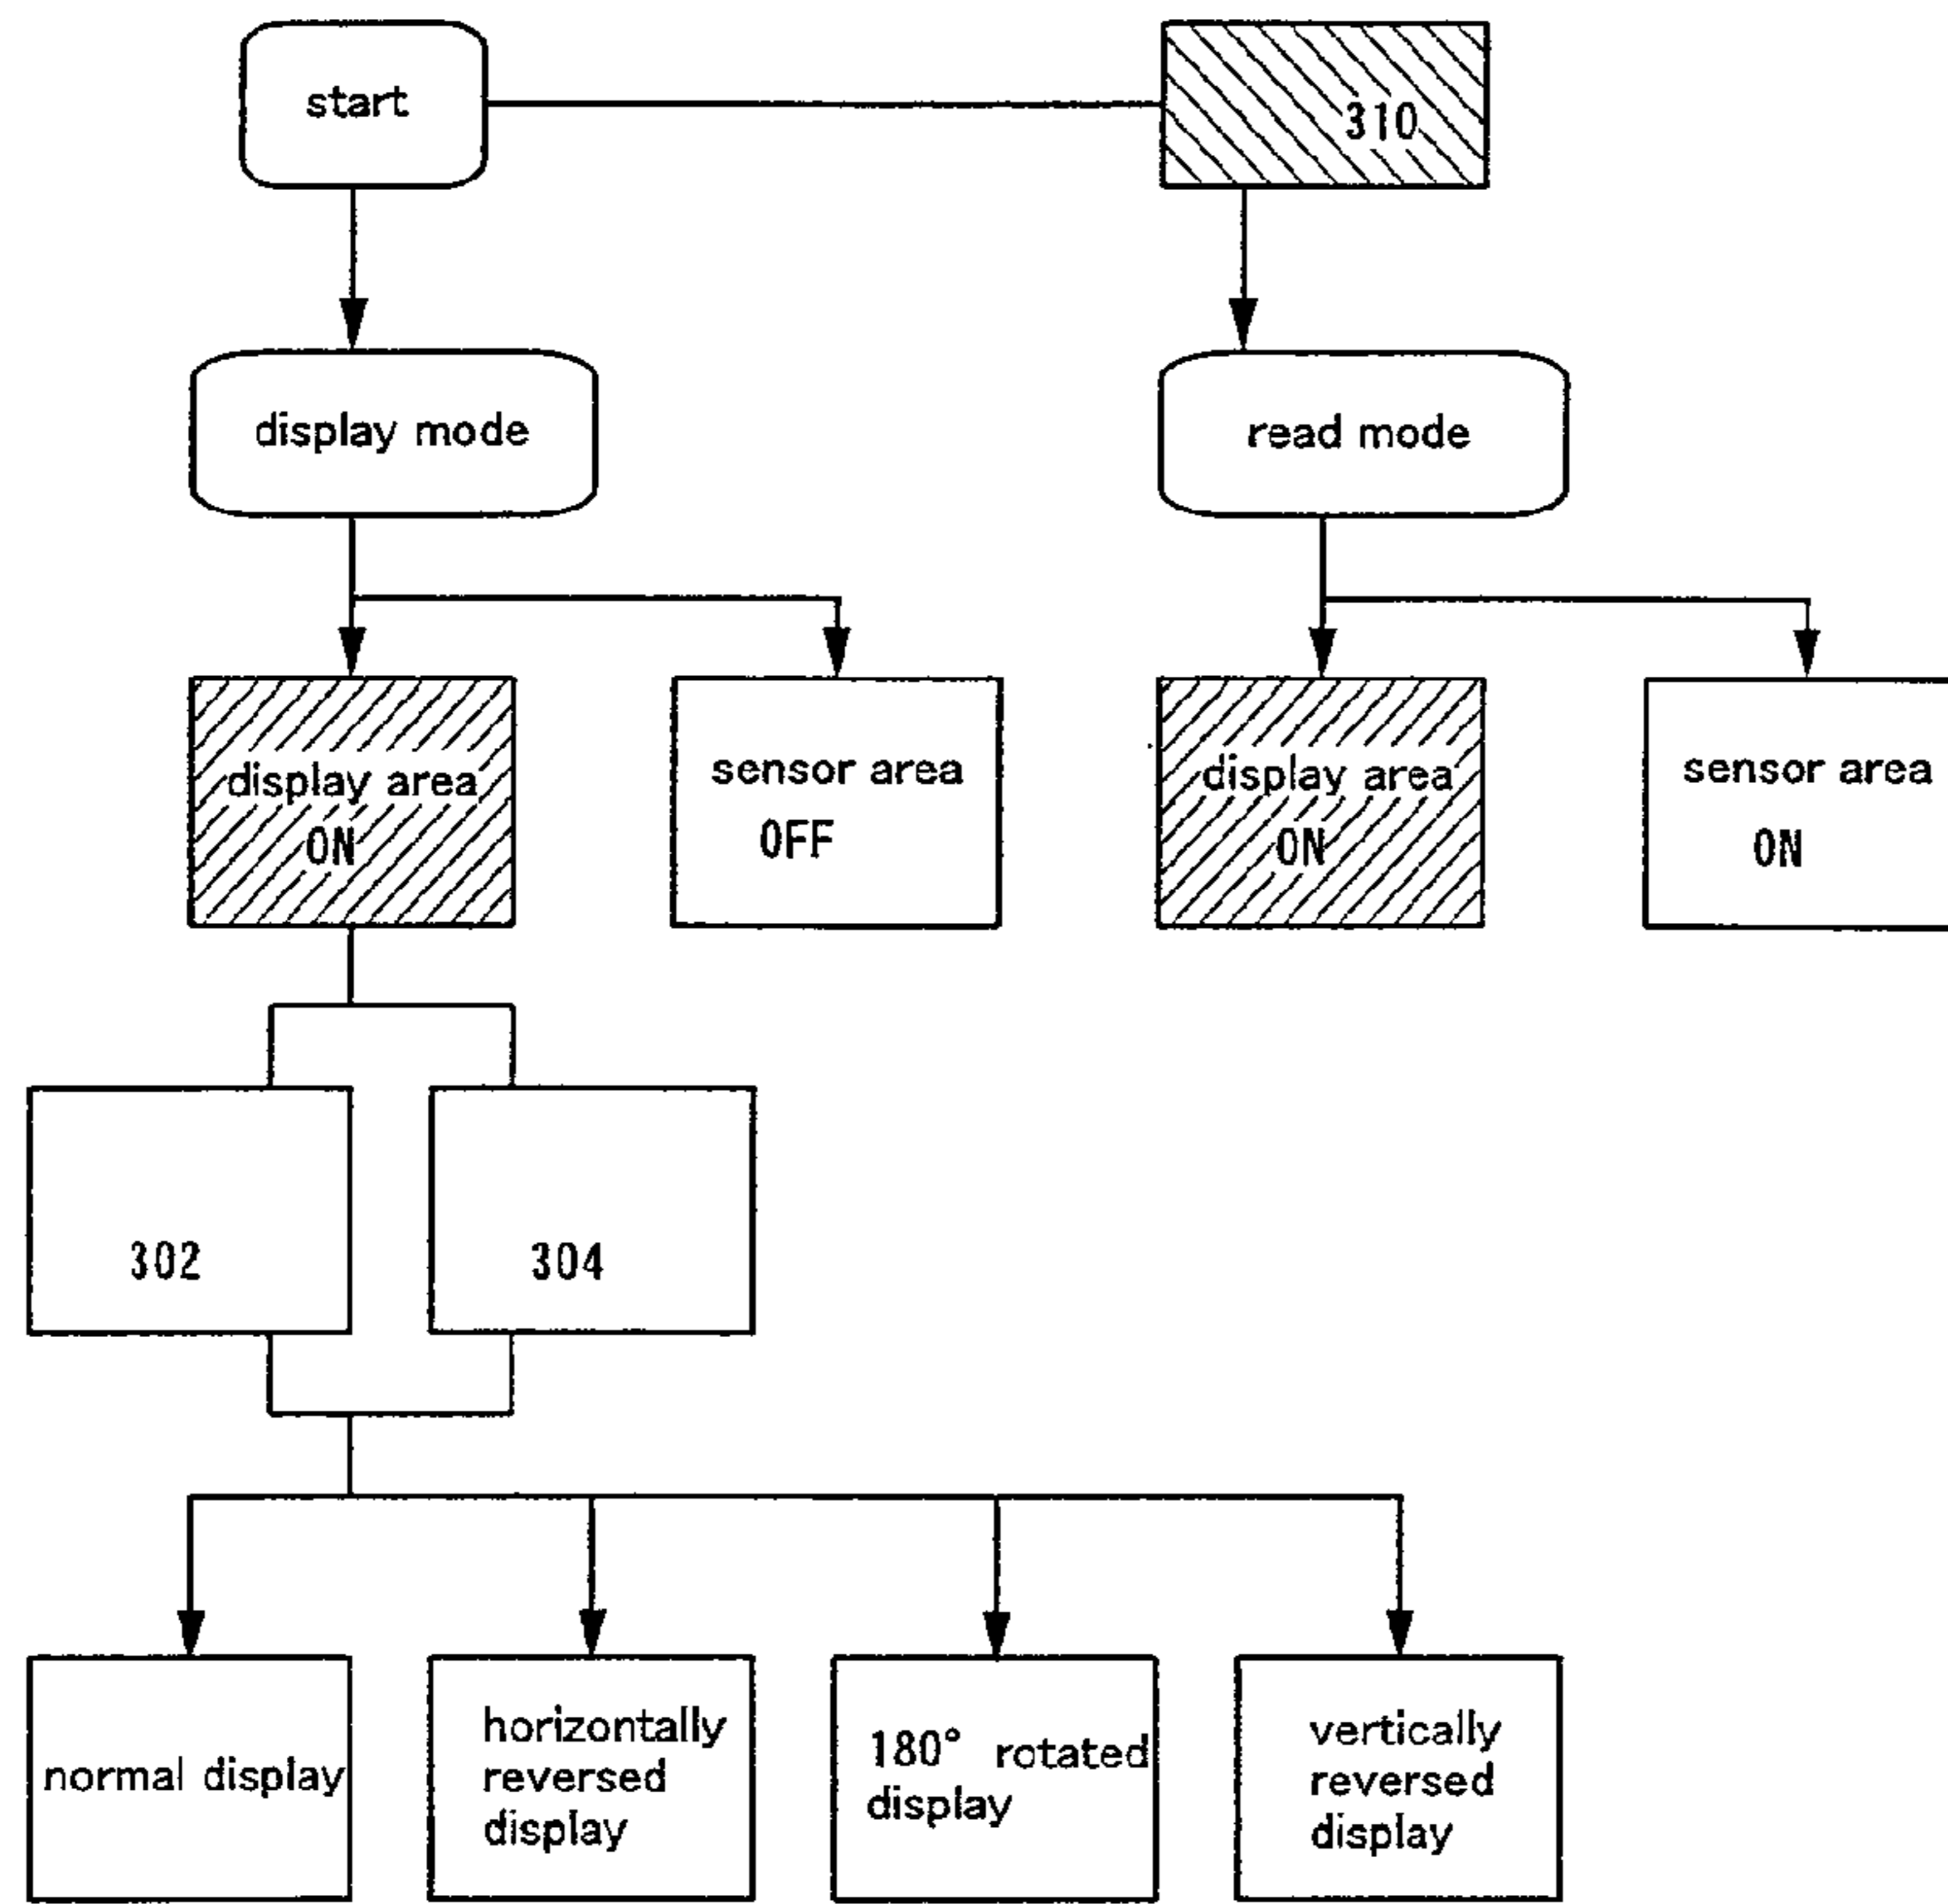 start
310
display mode
read mode
display area
ON
sensor area
OFF
display area
ON
sensor area
ON
302
304
normal display
horizontally
reversed
display
180° rotated
display
vertically
reversed
display